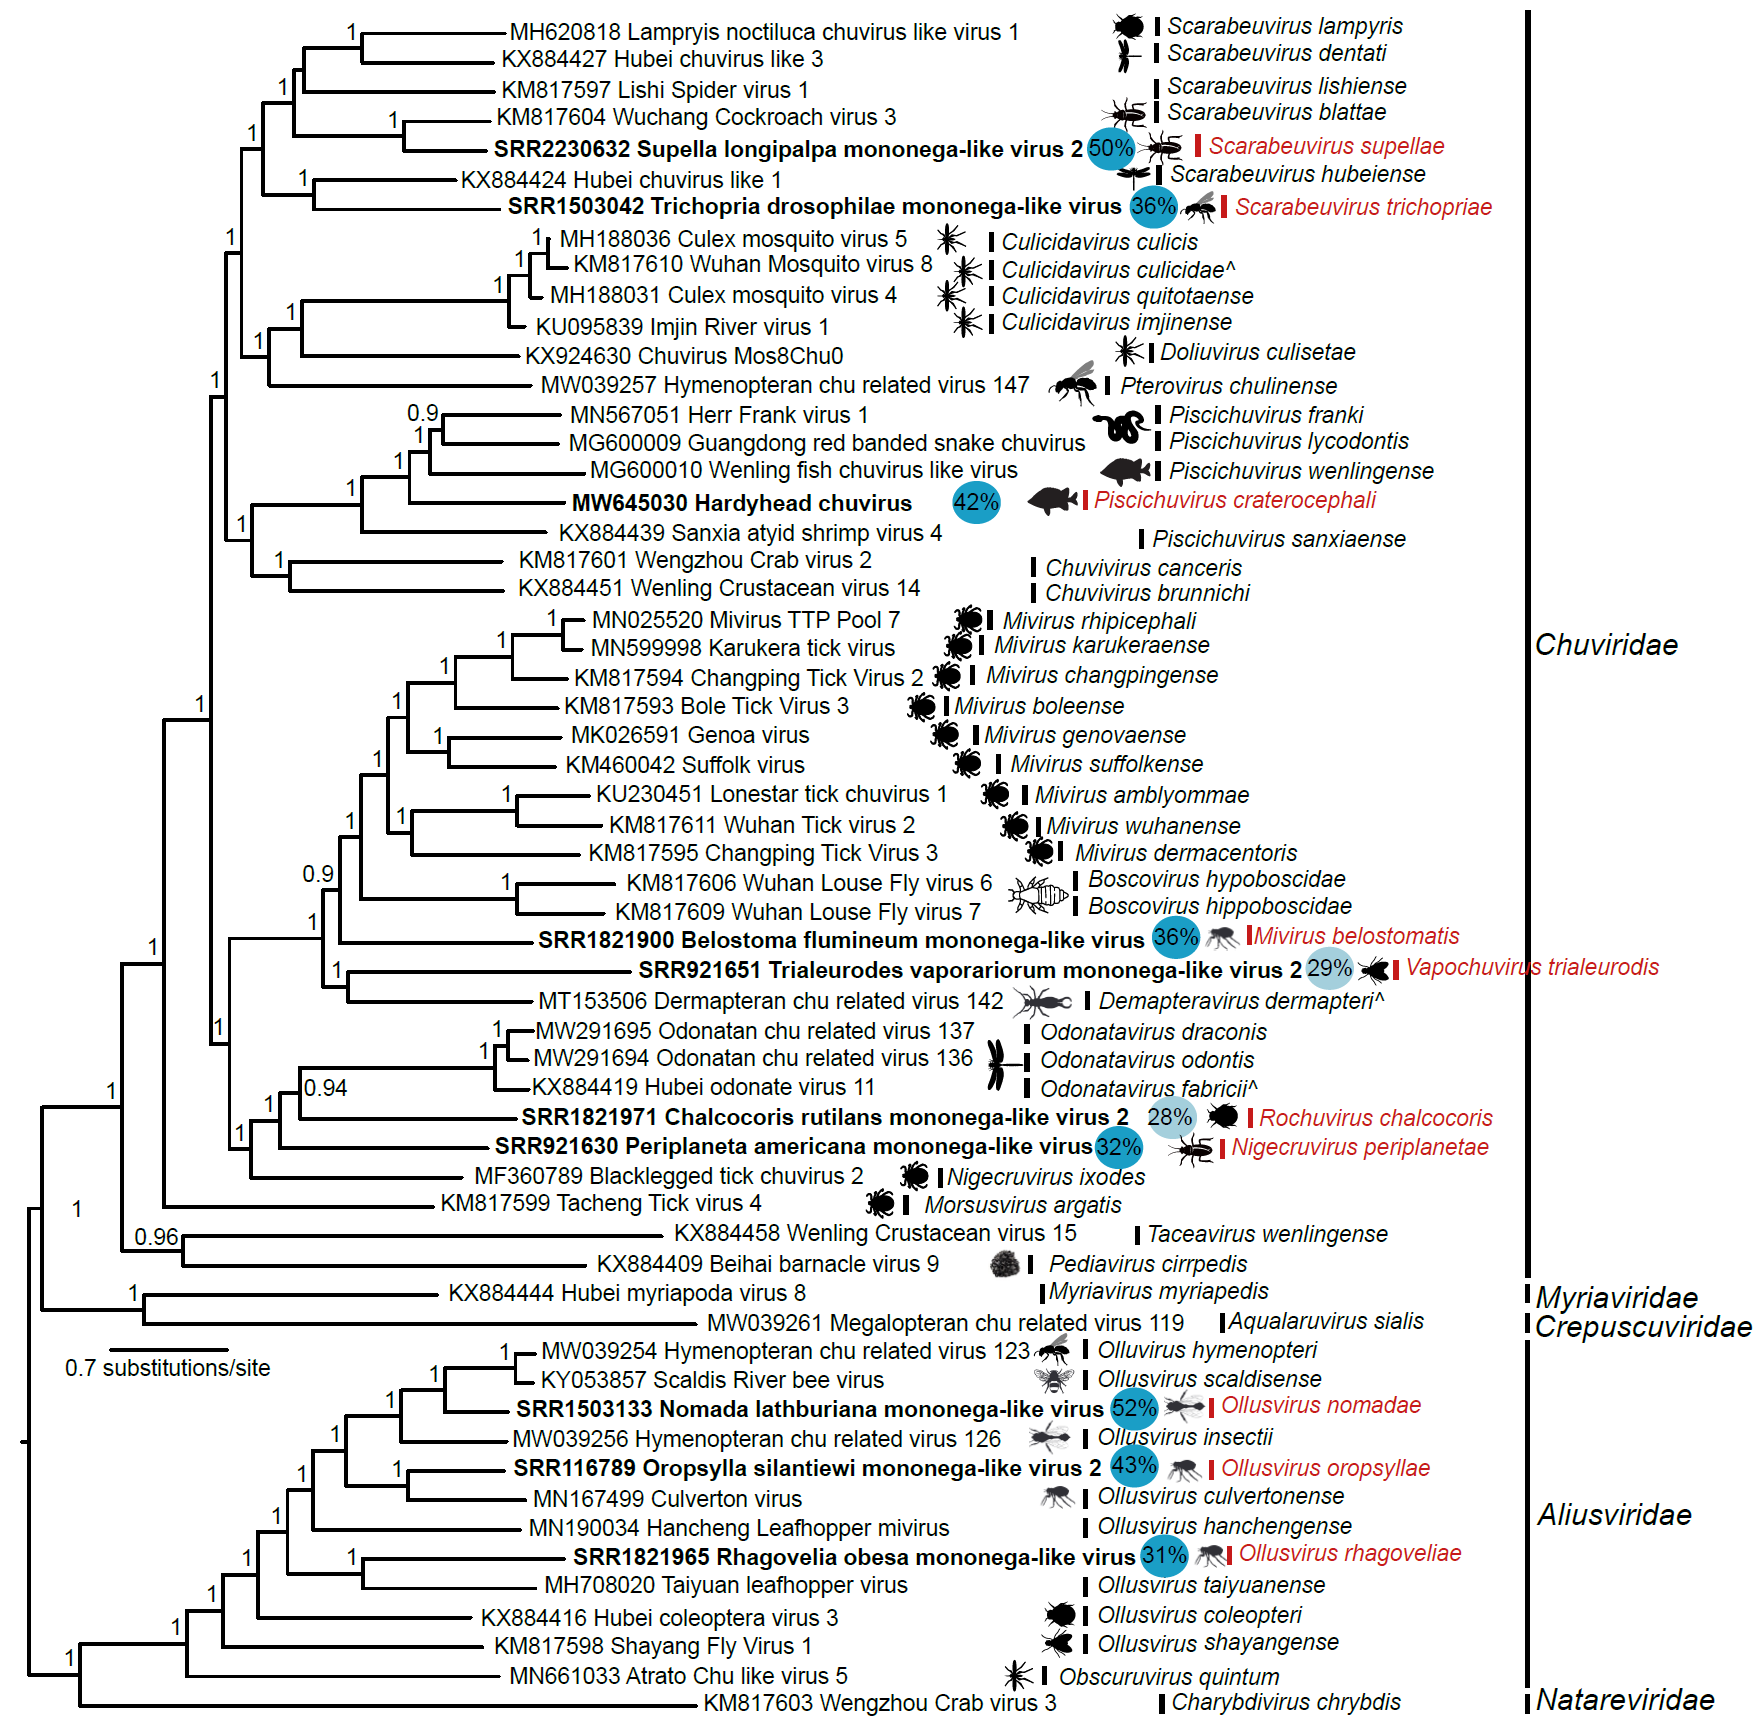 1 MH620818 Lampryis noctiluca chuvirus like virus 1 Scarabeuvirus lampyris
KX884427 Hubei chuvirus like 3 Scarabeuvirus dentati
1 KM817597 Lishi Spider virus 1 Scarabeuvirus lishiense
1 KM817604 Wuchang Cockroach virus 3 Scarabeuvirus blattae
1 SRR2230632 Supella longipalpa mononega-like virus 2 50% Scarabeuvirus supellae
1 KX884424 Hubei chuvirus like 1 Scarabeuvirus hubeiense
SRR1503042 Trichopria drosophilae mononega-like virus 36% Scarabeuvirus trichopriae
1 1 MH188036 Culex mosquito virus 5 Culicidavirus culicis
1 KM817610 Wuhan Mosquito virus 8 Culicidavirus culicidae^
1 MH188031 Culex mosquito virus 4 Culicidavirus quitotaense
1 KU095839 Imjin River virus 1 Culicidavirus imjinense
1 KX924630 Chuvirus Mos8Chu0 Doliuvirus culisetae
1 MW039257 Hymenopteran chu related virus 147 Pterovirus chulinense
0.9 MN567051 Herr Frank virus 1 Piscichuvirus franki
1 MG600009 Guangdong red banded snake chuvirus Piscichuvirus lycodontis
1 MG600010 Wenling fish chuvirus like virus Piscichuvirus wenlingense
1 MW645030 Hardyhead chuvirus 42% Piscichuvirus craterocephali
1 KX884439 Sanxia atyid shrimp virus 4 Piscichuvirus sanxiaense
1 KM817601 Wengzhou Crab virus 2 Chuvivirus canceris
KX884451 Wenling Crustacean virus 14 Chuvivirus brunnichi
1 MN025520 Mivirus TTP Pool 7 Mivirus rhipicephali
1 MN599998 Karukera tick virus Mivirus karukeraense
Chuviridae
1 KM817594 Changping Tick Virus 2 Mivirus changpingense
1 1 KM817593 Bole Tick Virus 3 Mivirus boleense
1 MK026591 Genoa virus Mivirus genovaense
1 KM460042 Suffolk virus Mivirus suffolkense
1 KU230451 Lonestar tick chuvirus 1 Mivirus amblyommae
1 1 KM817611 Wuhan Tick virus 2 Mivirus wuhanense
KM817595 Changping Tick Virus 3 Mivirus dermacentoris
0.9 1 KM817606 Wuhan Louse Fly virus 6 Boscovirus hypoboscidae
KM817609 Wuhan Louse Fly virus 7 Boscovirus hippoboscidae
1 1 SRR1821900 Belostoma flumineum mononega-like virus 36% Mivirus belostomatis
1 SRR921651 Trialeurodes vaporariorum mononega-like virus 2 29% Vapochuvirus trialeurodis
MT153506 Dermapteran chu related virus 142 Demapteravirus dermapteri^
1 1 MW291695 Odonatan chu related virus 137 Odonatavirus draconis
1 MW291694 Odonatan chu related virus 136 Odonatavirus odontis
1 0.94 KX884419 Hubei odonate virus 11 Odonatavirus fabricii^
1 SRR1821971 Chalcocoris rutilans mononega-like virus 2 28% Rochuvirus chalcocoris
1 SRR921630 Periplaneta americana mononega-like virus 32% Nigecruvirus periplanetae
MF360789 Blacklegged tick chuvirus 2 Nigecruvirus ixodes
1 KM817599 Tacheng Tick virus 4 Morsusvirus argatis
0.96 KX884458 Wenling Crustacean virus 15 Taceavirus wenlingense
KX884409 Beihai barnacle virus 9 Pediavirus cirrpedis
1 KX884444 Hubei myriapoda virus 8 Myriavirus myriapedis Myriaviridae
MW039261 Megalopteran chu related virus 119 Aqualaruvirus sialis Crepuscuviridae
0.7 substitutions/site
1 MW039254 Hymenopteran chu related virus 123 Olluvirus hymenopteri
1 KY053857 Scaldis River bee virus Ollusvirus scaldisense
1 SRR1503133 Nomada lathburiana mononega-like virus 52% Ollusvirus nomadae
1 MW039256 Hymenopteran chu related virus 126 Ollusvirus insectii
1 1 SRR116789 Oropsylla silantiewi mononega-like virus 2 43% Ollusvirus oropsyllae
1 MN167499 Culverton virus Ollusvirus culvertonense
1 MN190034 Hancheng Leafhopper mivirus Ollusvirus hanchengense
Aliusviridae
1 1 SRR1821965 Rhagovelia obesa mononega-like virus 31% Ollusvirus rhagoveliae
1 MH708020 Taiyuan leafhopper virus Ollusvirus taiyuanense
1 KX884416 Hubei coleoptera virus 3 Ollusvirus coleopteri
1 KM817598 Shayang Fly Virus 1 Ollusvirus shayangense
1 MN661033 Atrato Chu like virus 5 Obscuruvirus quintum
KM817603 Wengzhou Crab virus 3 Charybdivirus chrybdis Natareviridae